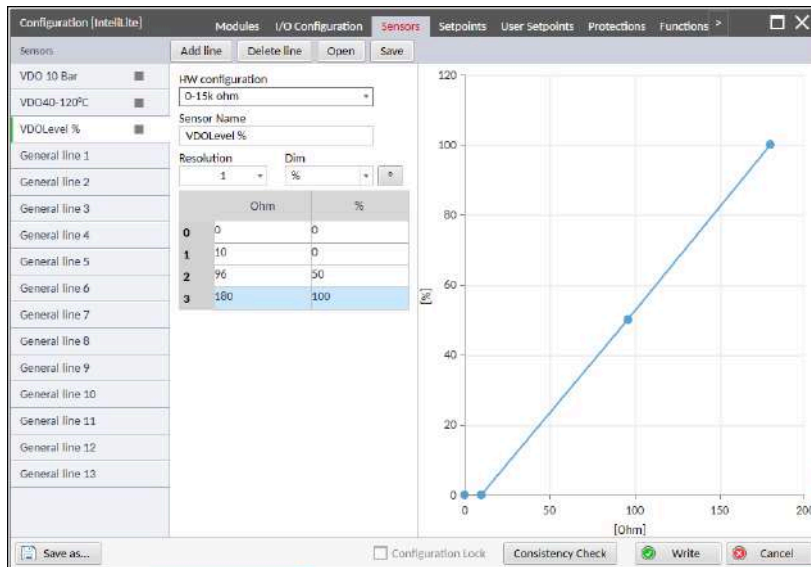 Configuration [InteliLite]
Modules I/O Configuration Sensors Setpoints User Setpoints Protections Functions >
Sensors
Add line Delete line Open Save
VDO 10 Bar
VDO40-120°C
VDOLevel %
General line 1
General line 2
General line 3
General line 4
General line 5
General line 6
General line 7
General line 8
General line 9
General line 10
General line 11
General line 12
General line 13
HW configuration
0-15k ohm
Sensor Name
VDOLevel %
Resolution Dim
1 % °
Ohm %
0 0 0
1 10 0
2 96 50
3 180 100
[%]
120
100
80
60
40
20
0
0 50 100 150 200
[Ohm]
Save as... Configuration Lock Consistency Check Write Cancel